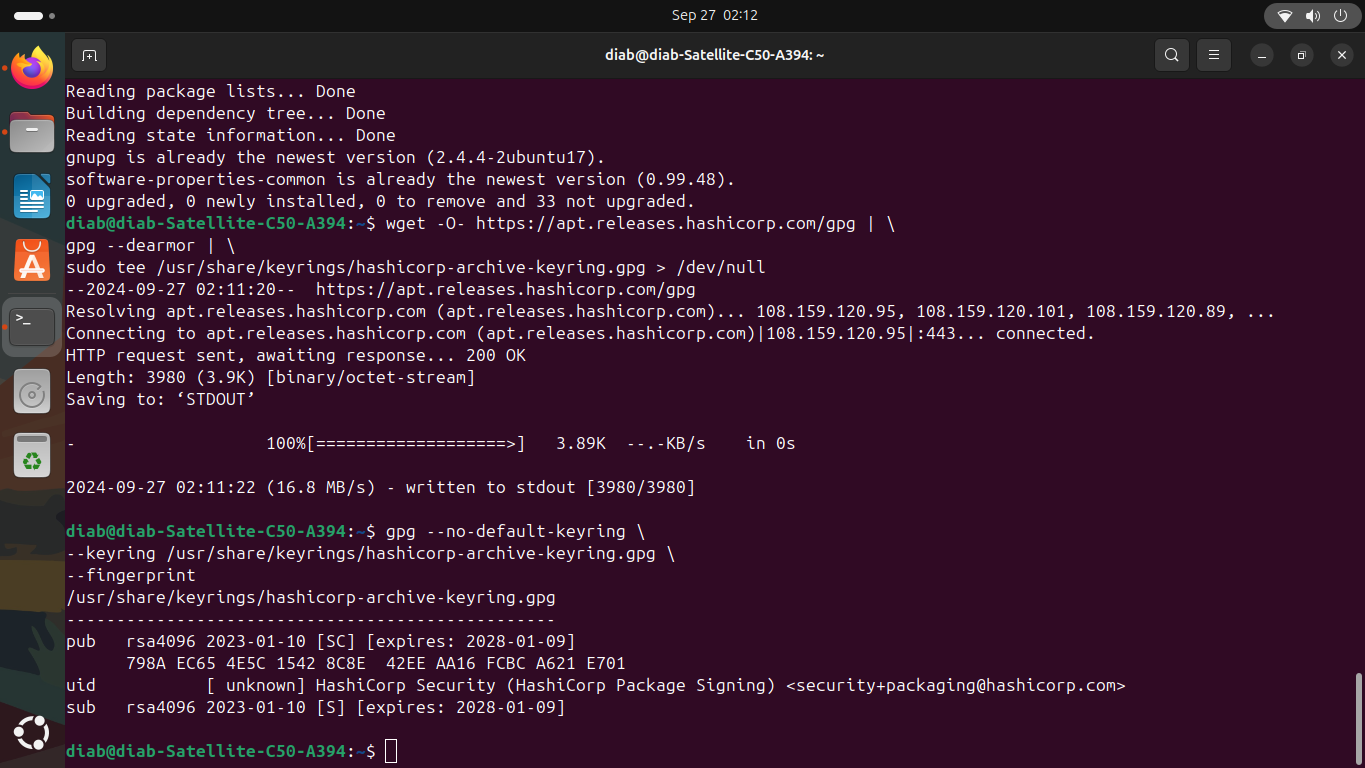 Sep 27  02:12
diab@diab-Satellite-C50-A394: ~
Reading package lists... Done
Building dependency tree... Done
Reading state information... Done
gnupg is already the newest version (2.4.4-2ubuntu17).
software-properties-common is already the newest version (0.99.48).
0 upgraded, 0 newly installed, 0 to remove and 33 not upgraded.
diab@diab-Satellite-C50-A394:~$ wget -O- https://apt.releases.hashicorp.com/gpg | \
gpg --dearmor | \
sudo tee /usr/share/keyrings/hashicorp-archive-keyring.gpg > /dev/null
--2024-09-27 02:11:20--  https://apt.releases.hashicorp.com/gpg
Resolving apt.releases.hashicorp.com (apt.releases.hashicorp.com)... 108.159.120.95, 108.159.120.101, 108.159.120.89, ...
Connecting to apt.releases.hashicorp.com (apt.releases.hashicorp.com)|108.159.120.95|:443... connected.
HTTP request sent, awaiting response... 200 OK
Length: 3980 (3.9K) [binary/octet-stream]
Saving to: ‘STDOUT’
-                   100%[===================>]   3.89K  --.-KB/s    in 0s
2024-09-27 02:11:22 (16.8 MB/s) - written to stdout [3980/3980]
diab@diab-Satellite-C50-A394:~$ gpg --no-default-keyring \
--keyring /usr/share/keyrings/hashicorp-archive-keyring.gpg \
--fingerprint
/usr/share/keyrings/hashicorp-archive-keyring.gpg
-------------------------------------------------
pub   rsa4096 2023-01-10 [SC] [expires: 2028-01-09]
      798A EC65 4E5C 1542 8C8E  42EE AA16 FCBC A621 E701
uid           [ unknown] HashiCorp Security (HashiCorp Package Signing) <security+packaging@hashicorp.com>
sub   rsa4096 2023-01-10 [S] [expires: 2028-01-09]
diab@diab-Satellite-C50-A394:~$